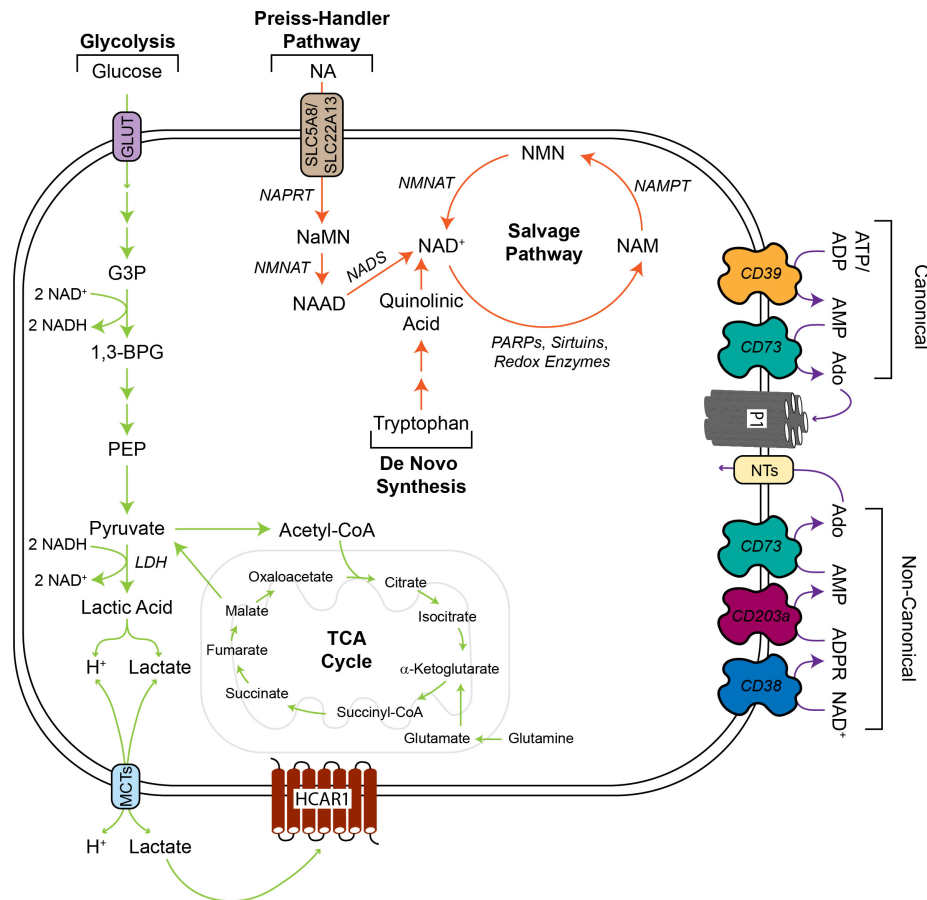 Glycolysis
Glucose
GLUT
G3P
2 NAD⁺
2 NADH
1,3-BPG
PEP
Pyruvate
2 NADH
2 NAD⁺
LDH
Lactic Acid
H⁺
Lactate
MCTs
H⁺
Lactate
HCAR1
Preiss-Handler
Pathway
NA
SLC5A8/
SLC22A13
NAPRT
NaMN
NMNAT
NAAD
NADS
NAD⁺
Quinolinic
Acid
Tryptophan
De Novo
Synthesis
NMN
NMNAT
NAMPT
Salvage
Pathway
NAM
PARPs, Sirtuins,
Redox Enzymes
Acetyl-CoA
Oxaloacetate
Citrate
Isocitrate
α-Ketoglutarate
Succinyl-CoA
Succinate
Fumarate
Malate
TCA
Cycle
Glutamate
Glutamine
Canonical
ATP/
ADP
CD39
AMP
CD73
Ado
P1
NTs
Non-Canonical
Ado
CD73
AMP
CD203a
ADPR
CD38
NAD⁺